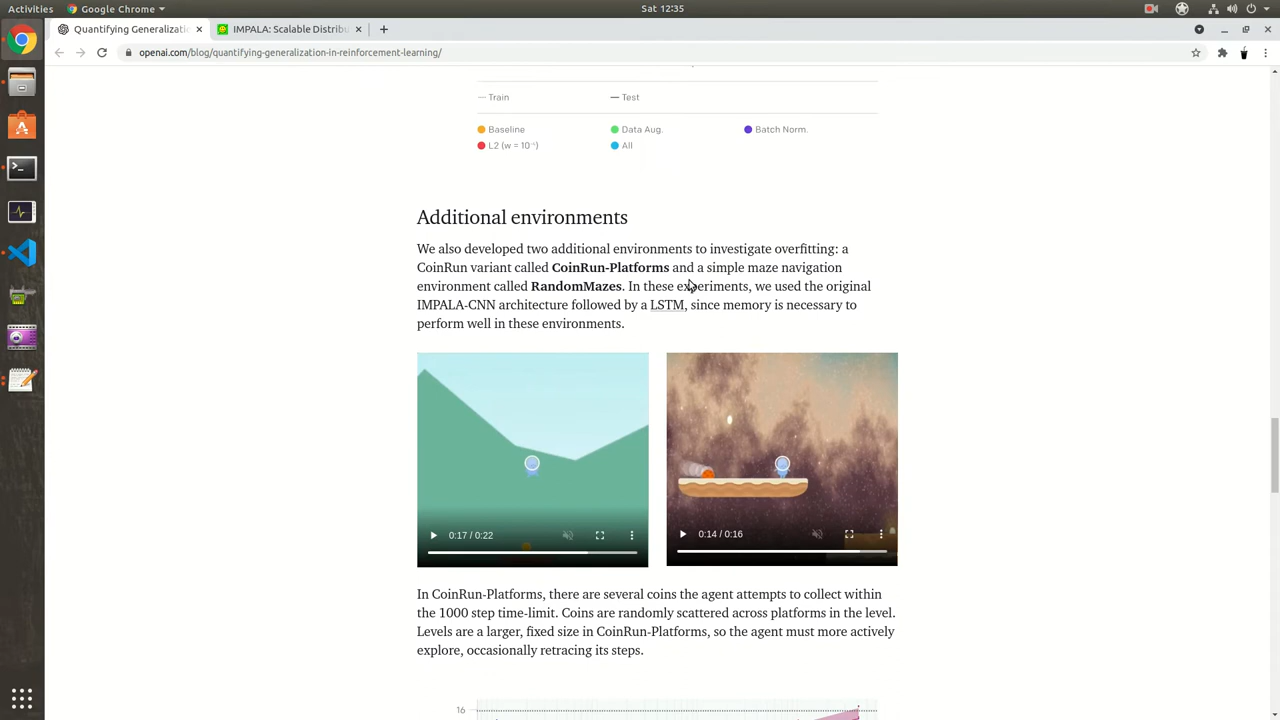 Activities
Google Chrome
Sat 12:35
Quantifying Generalizatio
IMPALA: Scalable Distribu
openai.com/blog/quantifying-generalization-in-reinforcement-learning/
Train
Test
Baseline
Data Aug.
Batch Norm.
L2 (w = 10⁻⁴)
All
Additional environments
We also developed two additional environments to investigate overfitting: a
CoinRun variant called CoinRun-Platforms and a simple maze navigation
environment called RandomMazes. In these experiments, we used the original
IMPALA-CNN architecture followed by a LSTM, since memory is necessary to
perform well in these environments.
0:17 / 0:22
0:14 / 0:16
In CoinRun-Platforms, there are several coins the agent attempts to collect within
the 1000 step time-limit. Coins are randomly scattered across platforms in the level.
Levels are a larger, fixed size in CoinRun-Platforms, so the agent must more actively
explore, occasionally retracing its steps.
16